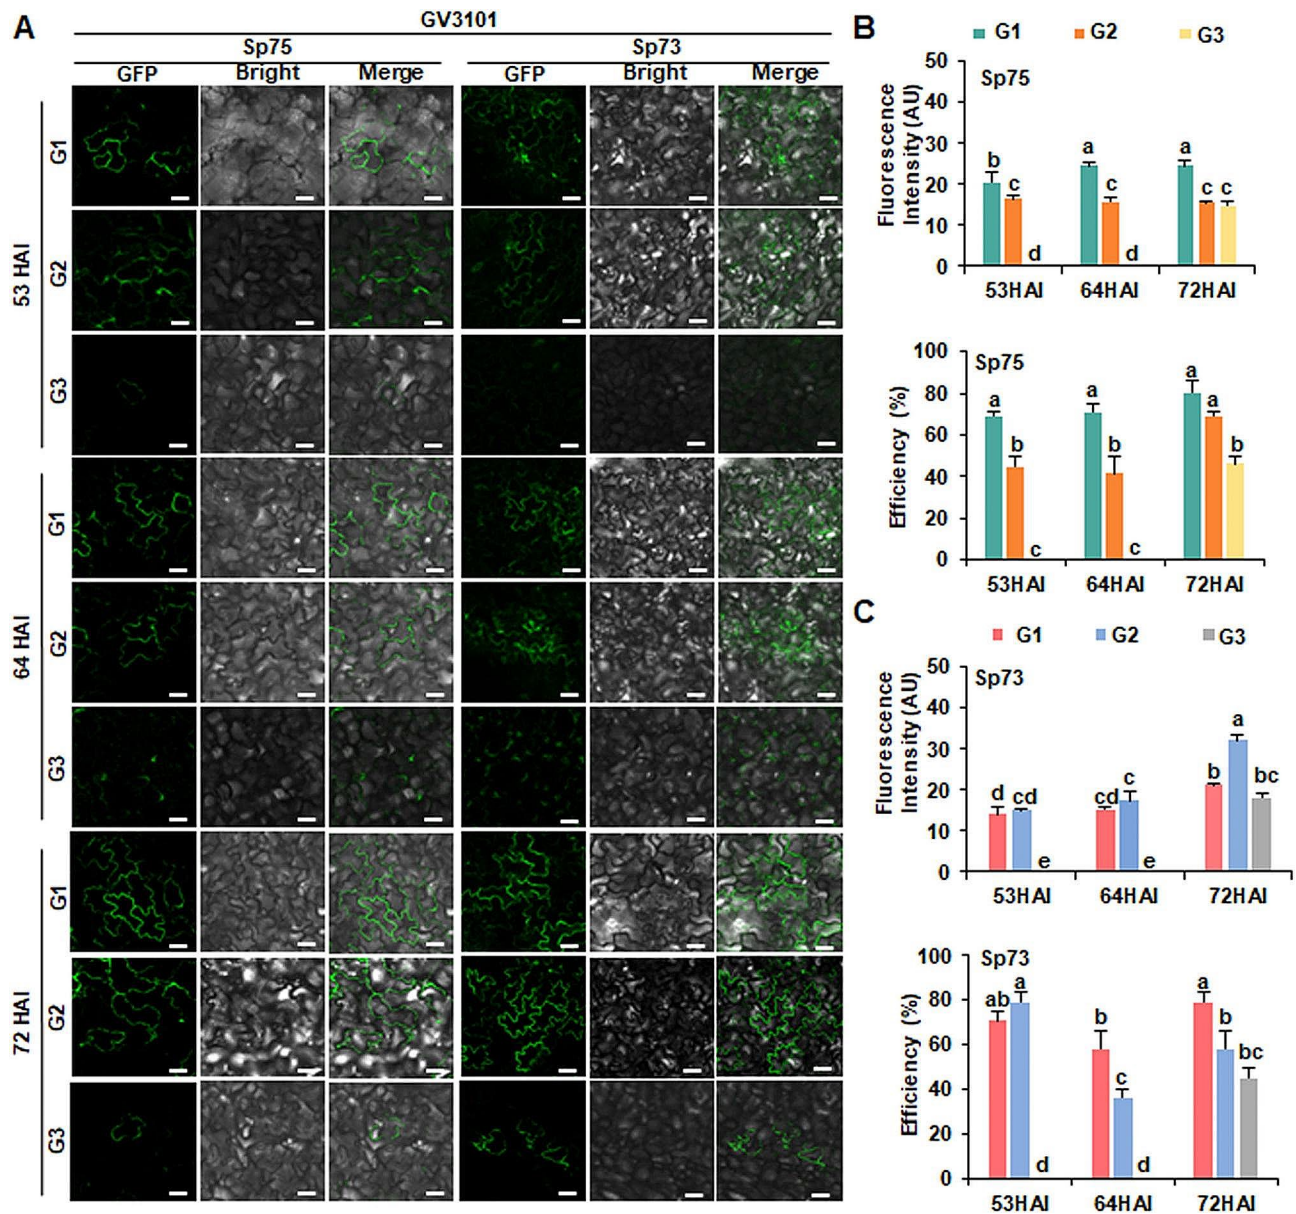 A
GV3101
Sp75 Sp73
GFP Bright Merge GFP Bright Merge
53 HAI
G1
G2
G3
64 HAI
G1
G2
G3
72 HAI
G1
G2
G3
B
G1 G2 G3
Sp75
Fluorescence
Intensity (AU)
50
40
30
20
10
0
b c d
a c d
a c c
53HAI 64HAI 72HAI
Sp75
Efficiency (%)
100
80
60
40
20
0
a b c
a b c
a a b
53HAI 64HAI 72HAI
C
G1 G2 G3
Sp73
Fluorescence
Intensity (AU)
50
40
30
20
10
0
d cd e
cd c e
b a bc
53HAI 64HAI 72HAI
Sp73
Efficiency (%)
100
80
60
40
20
0
ab a d
b c d
a b bc
53HAI 64HAI 72HAI